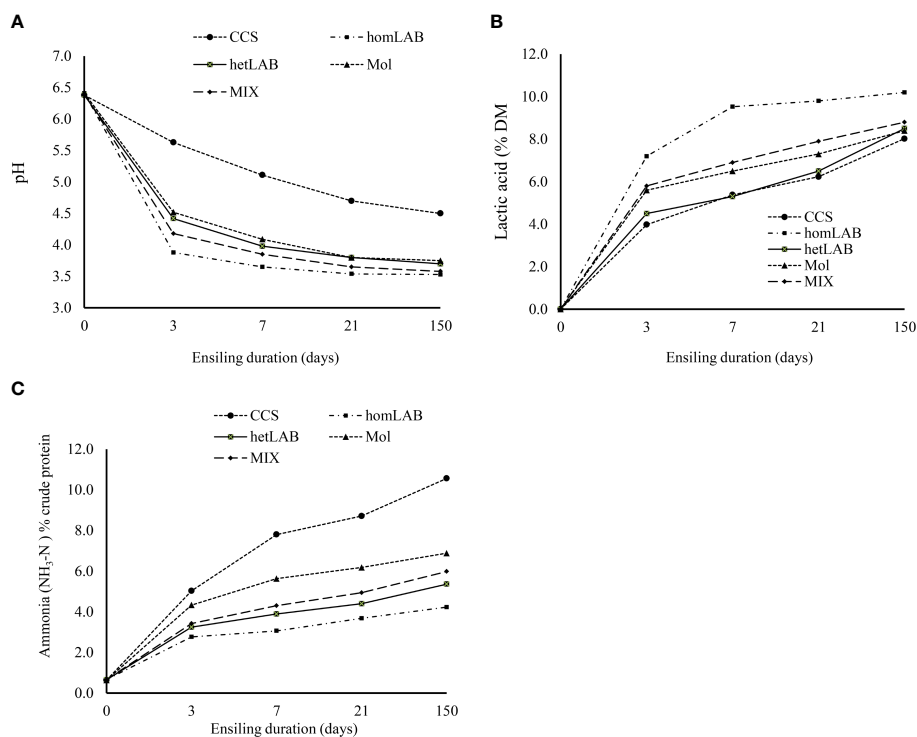 A
CCS homLAB
hetLAB Mol
MIX
7.0
6.5
6.0
5.5
5.0
4.5
4.0
3.5
3.0
pH
0 3 7 21 150
Ensiling duration (days)
B
12.0
10.0
8.0
6.0
4.0
2.0
0.0
Lactic acid (% DM
CCS
homLAB
hetLAB
Mol
MIX
0 3 7 21 150
Ensiling duration (days)
C
CCS homLAB
hetLAB Mol
MIX
12.0
10.0
8.0
6.0
4.0
2.0
0.0
Ammonia (NH3-N ) % crude protein
0 3 7 21 150
Ensiling duration (days)